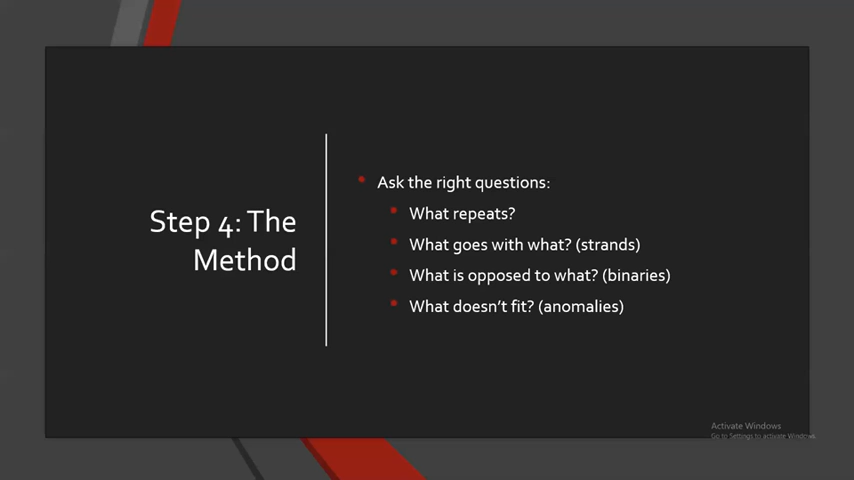 Step 4: The
Method
Ask the right questions:
What repeats?
What goes with what? (strands)
What is opposed to what? (binaries)
What doesn't fit? (anomalies)
Activate Windows
Go to Settings to activate Windows.